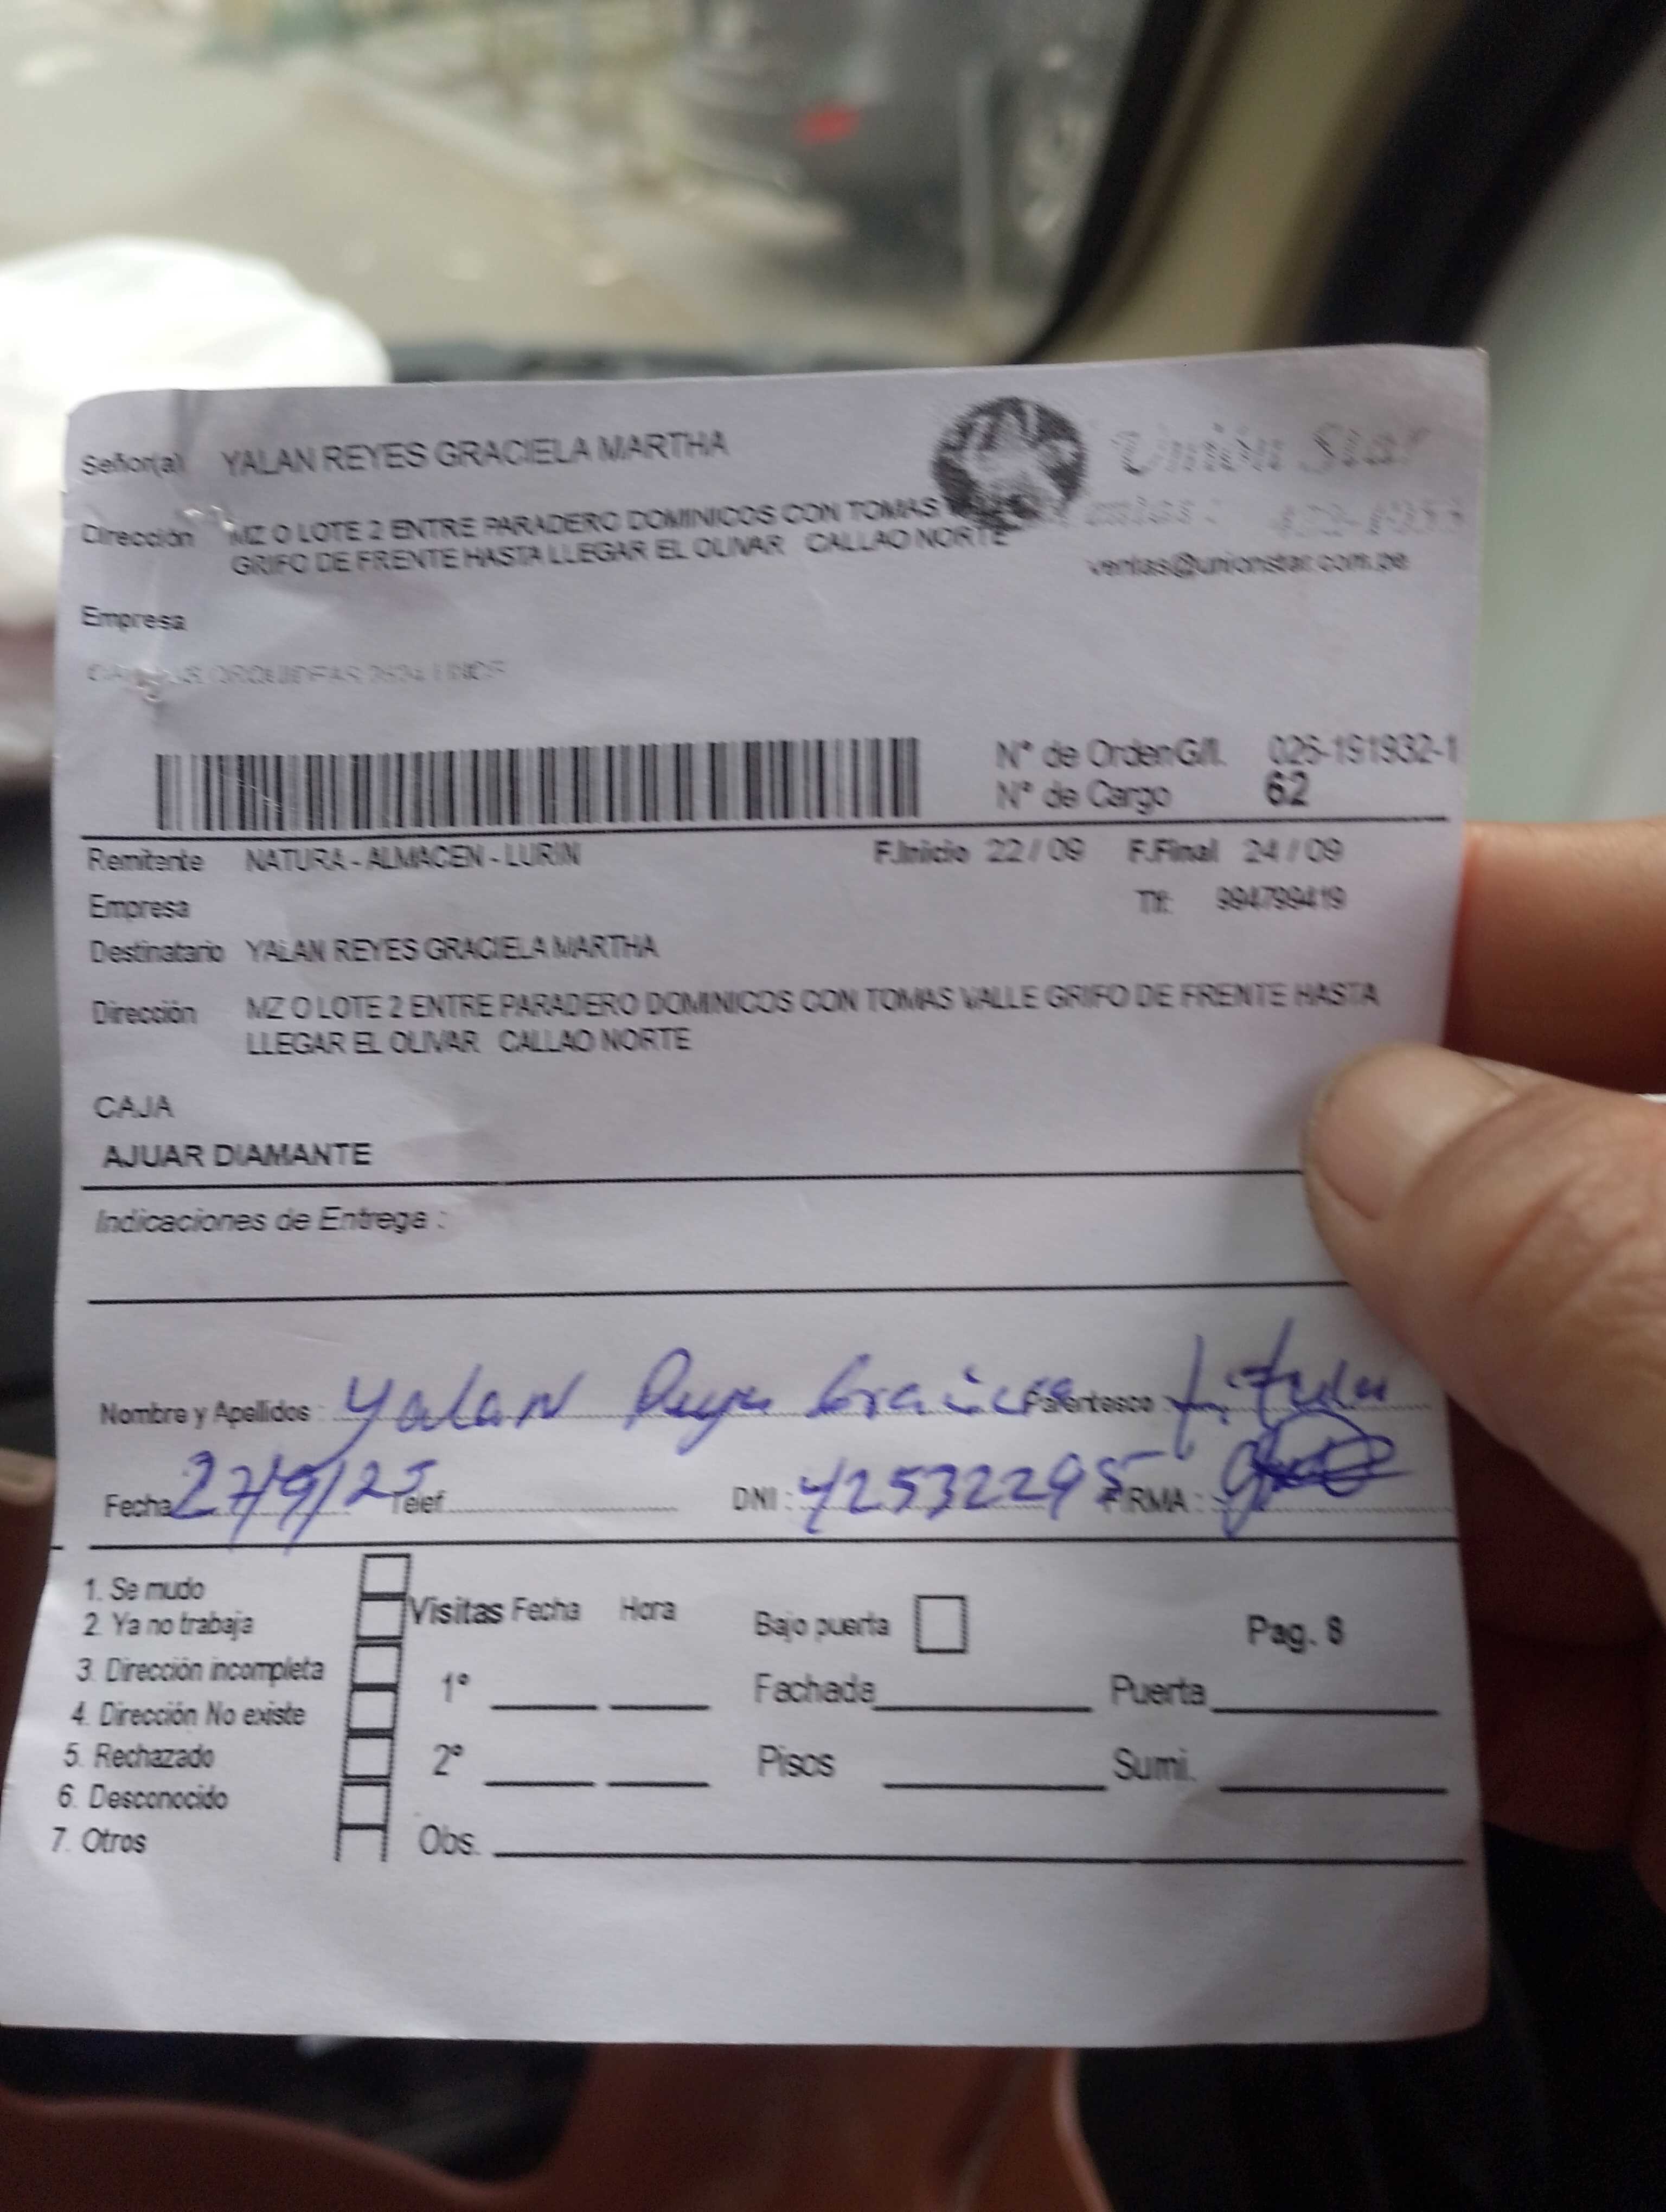 Señor(a) YALAN REYES GRACIELA MARTHA
Unión Star
Dirección MZ O LOTE 2 ENTRE PARADERO DOMINICOS CON TOMAS
GRIFO DE FRENTE HASTA LLEGAR EL OLIVAR CALLAO NORTE
ventas@unionstar.com.pe
Empresa
ORQUIDEAS
N° de Orden G/I. 026-191932-1
N° de Cargo 62
Remitente NATURA - ALMACEN - LURIN F.Inicio 22 / 09 F.Final 24 / 09
Empresa Tlf: 994799419
Destinatario YALAN REYES GRACIELA MARTHA
Dirección MZ O LOTE 2 ENTRE PARADERO DOMINICOS CON TOMAS VALLE GRIFO DE FRENTE HASTA
LLEGAR EL OLIVAR CALLAO NORTE
CAJA
AJUAR DIAMANTE
Indicaciones de Entrega :
Nombre y Apellidos : Yalan Reyes Graciela Parentesco : titular
Fecha 27/9/25 Telef. DNI : 42532295 FIRMA :
1. Se mudo
2. Ya no trabaja
3. Dirección incompleta
4. Dirección No existe
5. Rechazado
6. Desconocido
7. Otros
Visitas Fecha Hora Bajo puerta Pag. 8
1° Fachada Puerta
2° Pisos Sumi.
Obs.